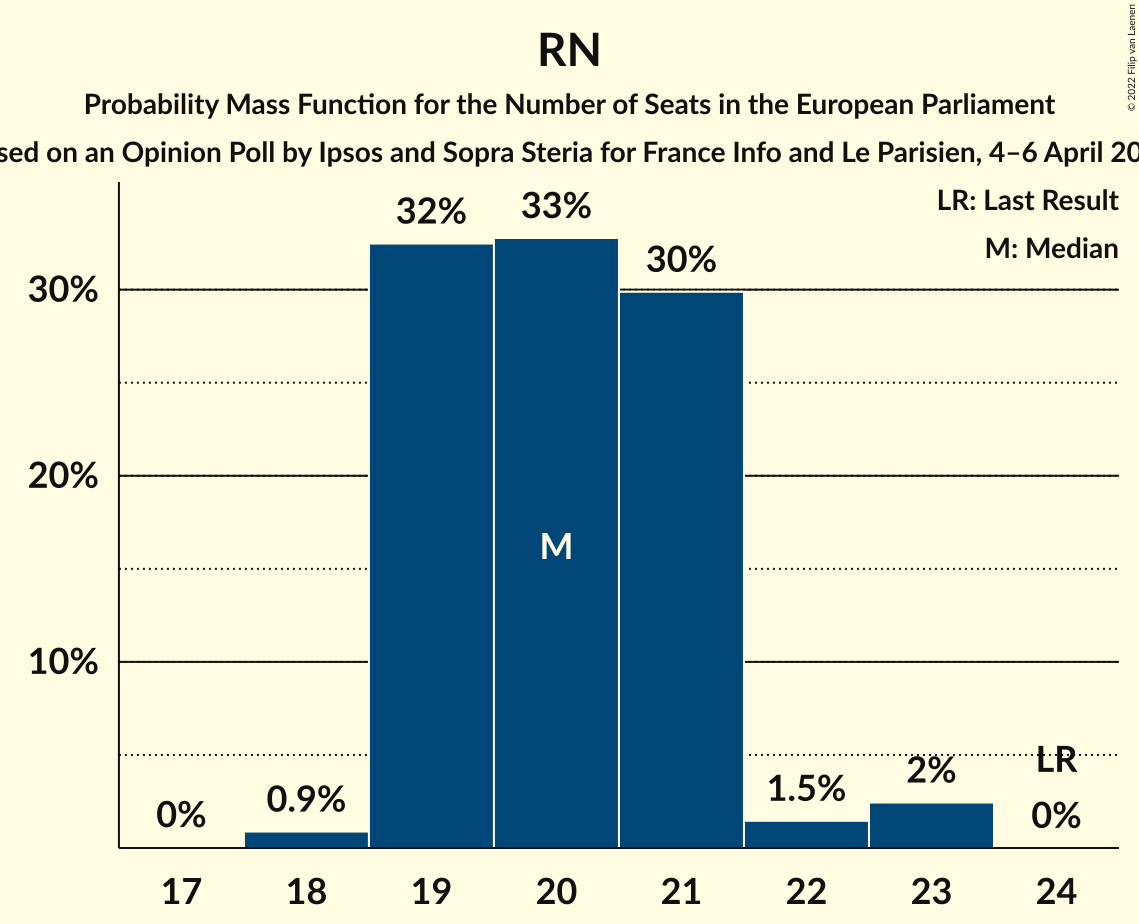 RN
Probability Mass Function for the Number of Seats in the European Parliament
sed on an Opinion Poll by Ipsos and Sopra Steria for France Info and Le Parisien, 4–6 April 20
© 2022 Filip van Laenen
LR: Last Result
M: Median
30%
20%
10%
0%
0.9%
32%
33%
30%
1.5%
2%
0%
LR
M
17 18 19 20 21 22 23 24